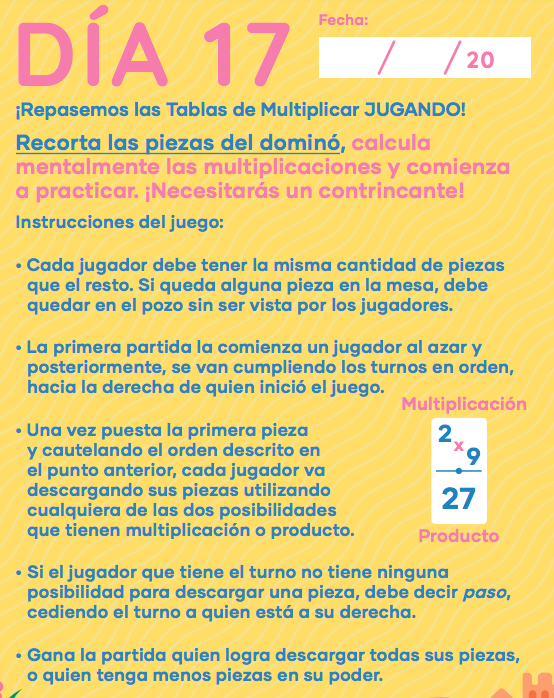 DÍA 17
Fecha:
/ / 20
¡Repasemos las Tablas de Multiplicar JUGANDO!
Recorta las piezas del dominó, calcula
mentalmente las multiplicaciones y comienza
a practicar. ¡Necesitarás un contrincante!
Instrucciones del juego:
• Cada jugador debe tener la misma cantidad de piezas
que el resto. Si queda alguna pieza en la mesa, debe
quedar en el pozo sin ser vista por los jugadores.
• La primera partida la comienza un jugador al azar y
posteriormente, se van cumpliendo los turnos en orden,
hacia la derecha de quien inició el juego.
• Una vez puesta la primera pieza
y cautelando el orden descrito en
el punto anterior, cada jugador va
descargando sus piezas utilizando
cualquiera de las dos posibilidades
que tienen multiplicación o producto.
Multiplicación
2 x 9
27
Producto
• Si el jugador que tiene el turno no tiene ninguna
posibilidad para descargar una pieza, debe decir paso,
cediendo el turno a quien está a su derecha.
• Gana la partida quien logra descargar todas sus piezas,
o quien tenga menos piezas en su poder.